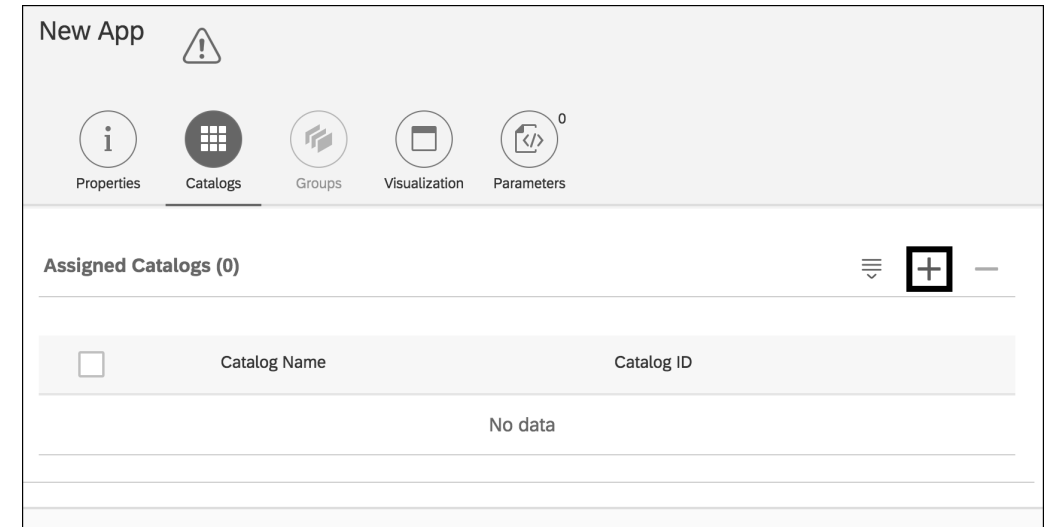 New App
0
Properties Catalogs Groups Visualization Parameters
Assigned Catalogs (0)
Catalog Name Catalog ID
No data